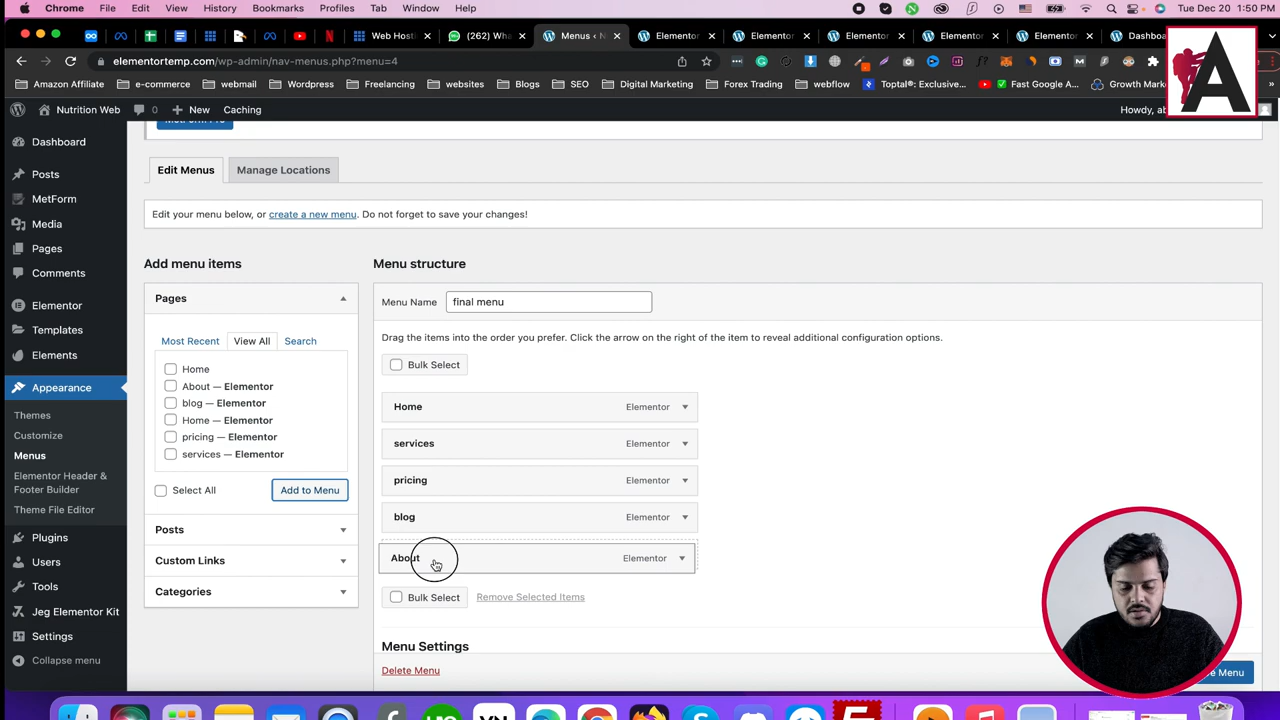 Chrome File Edit View History Bookmarks Profiles Tab Window Help Tue Dec 20 1:50 PM
Web Host (262) Wha Menus ‹ N Elementor Elementor Elementor Elementor Elementor Dashboa
elementortemp.com/wp-admin/nav-menus.php?menu=4
Amazon Affiliate webmail Wordpress Freelancing websites Blogs SEO Digital Marketing Forex Trading webflow Toptal: Exclusive... Fast Google A... Growth Marke
A
Nutrition Web 0 New Caching Howdy, ab
Dashboard
Posts
MetForm
Media
Pages
Comments
Elementor
Templates
Elements
Appearance
Themes
Customize
Menus
Elementor Header &
Footer Builder
Theme File Editor
Plugins
Users
Tools
Jeg Elementor Kit
Settings
Collapse menu
Edit Menus Manage Locations
Edit your menu below, or create a new menu. Do not forget to save your changes!
Add menu items
Pages
Most Recent View All Search
Home
About — Elementor
blog — Elementor
Home — Elementor
pricing — Elementor
services — Elementor
Select All Add to Menu
Posts
Custom Links
Categories
Menu structure
Menu Name final menu
Drag the items into the order you prefer. Click the arrow on the right of the item to reveal additional configuration options.
Bulk Select
Home Elementor
services Elementor
pricing Elementor
blog Elementor
About Elementor
Bulk Select Remove Selected Items
Menu Settings
Delete Menu Menu